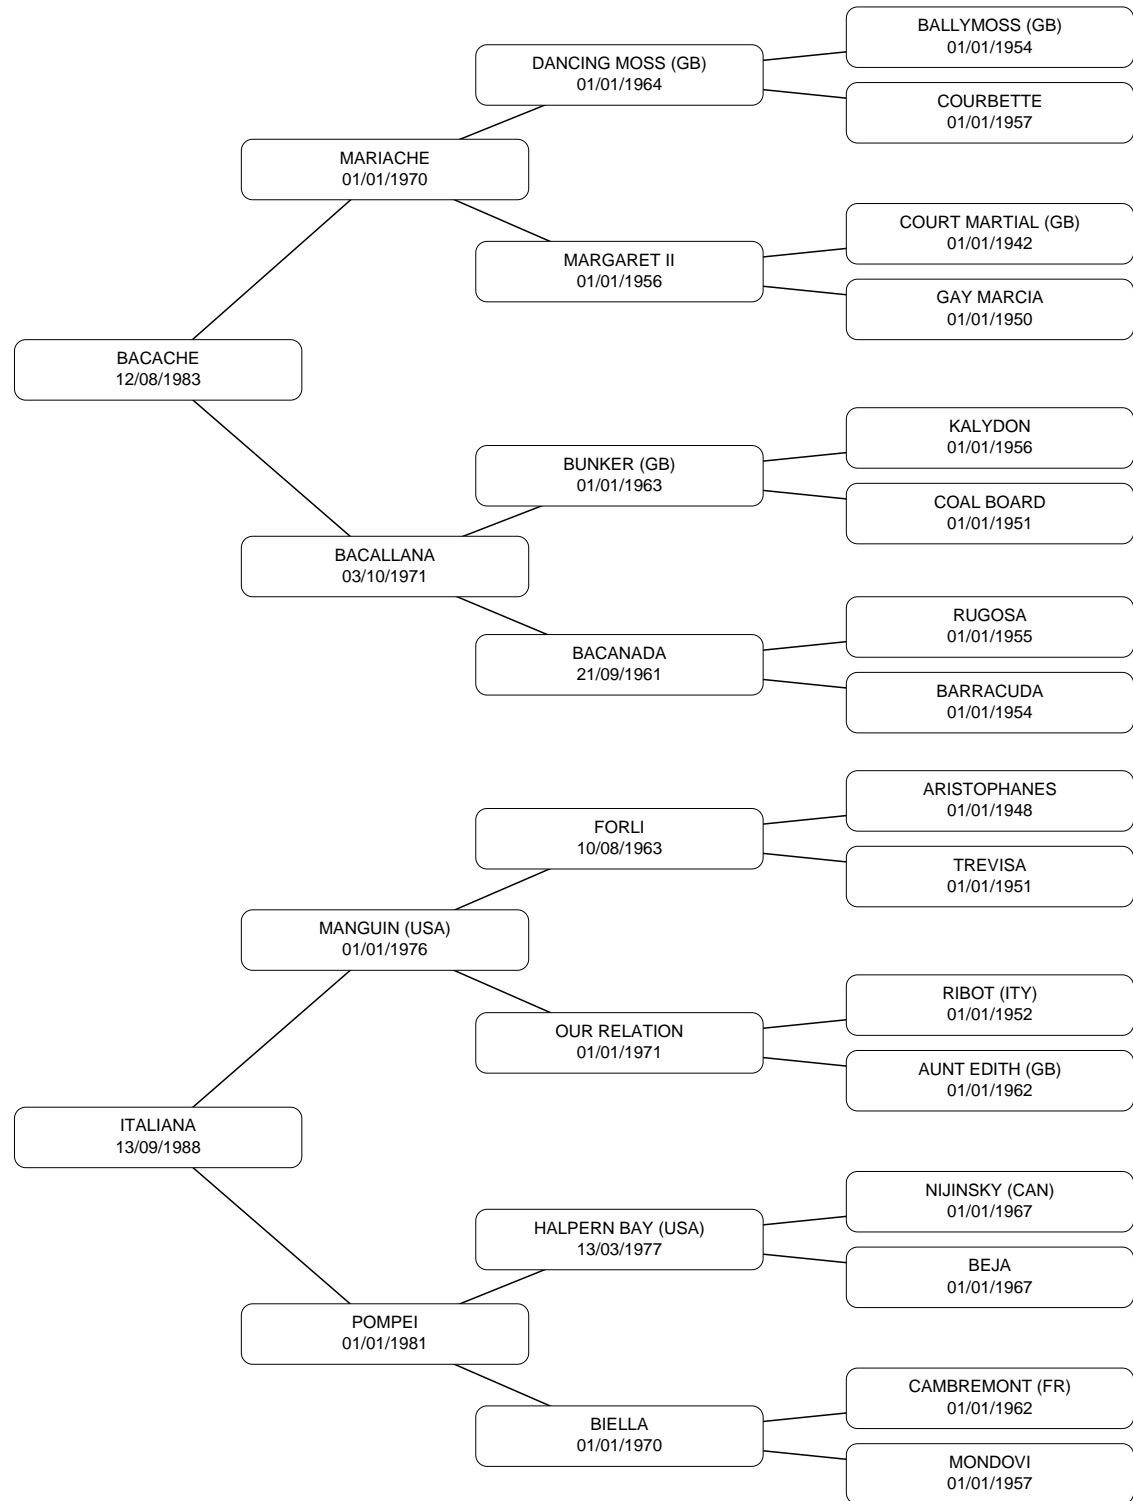 BALLYMOSS (GB)
01/01/1954
DANCING MOSS (GB)
01/01/1964
COURBETTE
01/01/1957
MARIACHE
01/01/1970
COURT MARTIAL (GB)
01/01/1942
MARGARET II
01/01/1956
GAY MARCIA
01/01/1950
BACACHE
12/08/1983
KALYDON
01/01/1956
BUNKER (GB)
01/01/1963
COAL BOARD
01/01/1951
BACALLANA
03/10/1971
RUGOSA
01/01/1955
BACANADA
21/09/1961
BARRACUDA
01/01/1954
ARISTOPHANES
01/01/1948
FORLI
10/08/1963
TREVISA
01/01/1951
MANGUIN (USA)
01/01/1976
RIBOT (ITY)
01/01/1952
OUR RELATION
01/01/1971
AUNT EDITH (GB)
01/01/1962
ITALIANA
13/09/1988
NIJINSKY (CAN)
01/01/1967
HALPERN BAY (USA)
13/03/1977
BEJA
01/01/1967
POMPEI
01/01/1981
CAMBREMONT (FR)
01/01/1962
BIELLA
01/01/1970
MONDOVI
01/01/1957